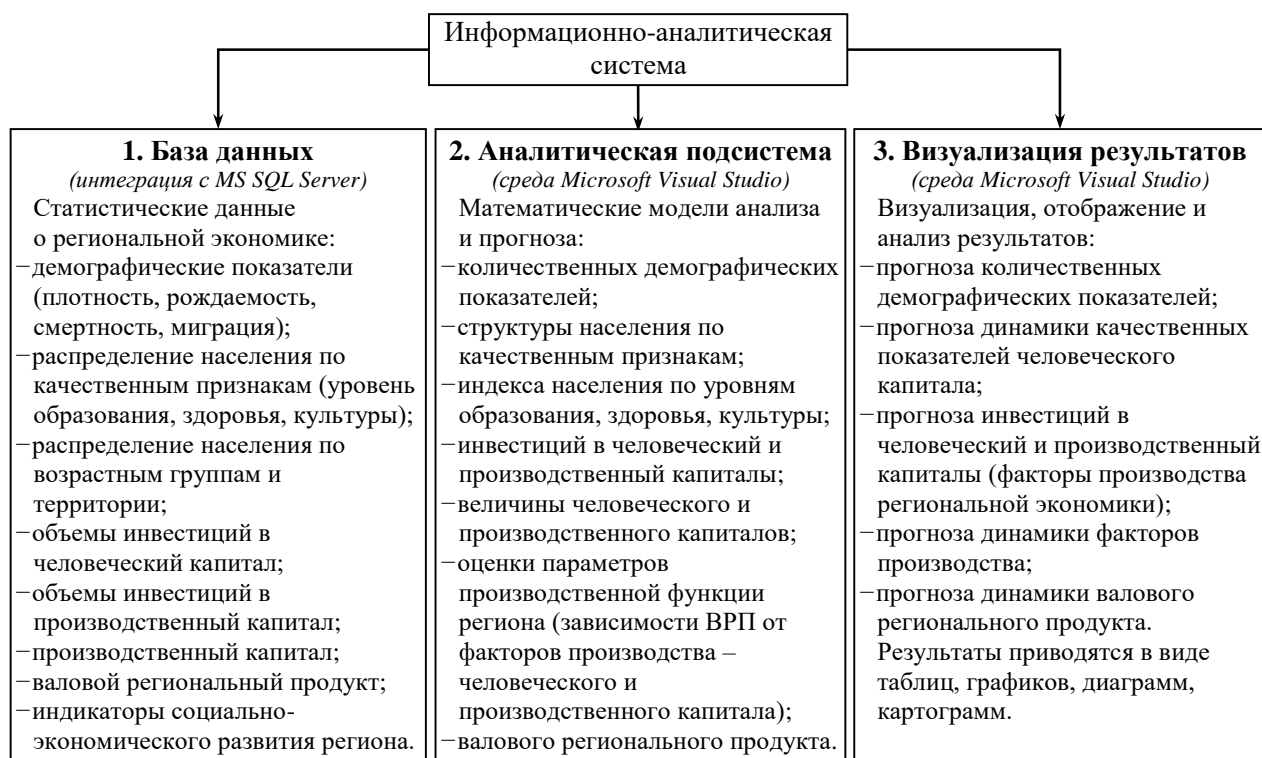 Информационно-аналитическая
система
1. База данных
(интеграция с MS SQL Server)
Статистические данные
о региональной экономике:
−демографические показатели
(плотность, рождаемость,
смертность, миграция);
−распределение населения по
качественным признакам (уровень
образования, здоровья, культуры);
−распределение населения по
возрастным группам и
территории;
−объемы инвестиций в
человеческий капитал;
−объемы инвестиций в
производственный капитал;
−производственный капитал;
−валовой региональный продукт;
−индикаторы социально-
экономического развития региона.
2. Аналитическая подсистема
(среда Microsoft Visual Studio)
Математические модели анализа
и прогноза:
−количественных демографических
показателей;
−структуры населения по
качественным признакам;
−индекса населения по уровням
образования, здоровья, культуры;
−инвестиций в человеческий и
производственный капиталы;
−величины человеческого и
производственного капиталов;
−оценки параметров
производственной функции
региона (зависимости ВРП от
факторов производства –
человеческого и
производственного капитала);
−валового регионального продукта.
3. Визуализация результатов
(среда Microsoft Visual Studio)
Визуализация, отображение и
анализ результатов:
−прогноза количественных
демографических показателей;
−прогноза динамики качественных
показателей человеческого
капитала;
−прогноза инвестиций в
человеческий и производственный
капиталы (факторы производства
региональной экономики);
−прогноза динамики факторов
производства;
−прогноза динамики валового
регионального продукта.
Результаты приводятся в виде
таблиц, графиков, диаграмм,
картограмм.